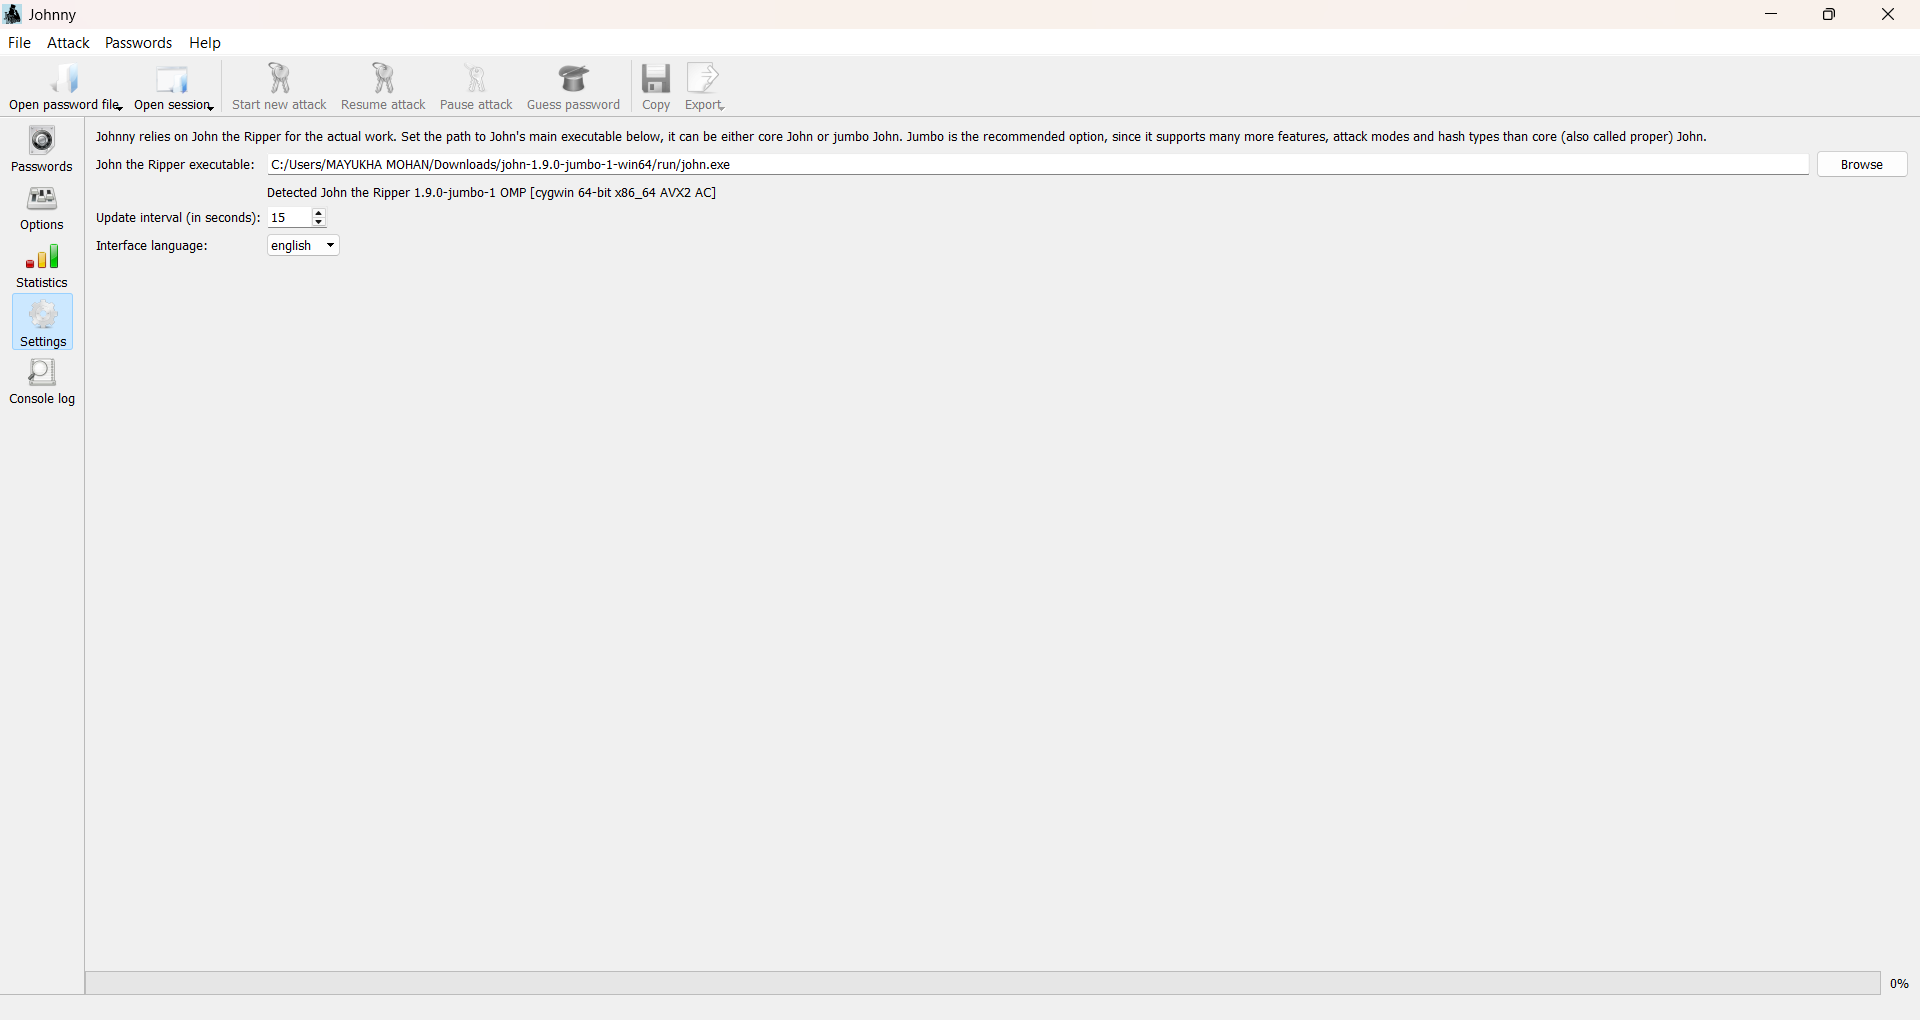 Johnny
File Attack Passwords Help
Open password file Open session Start new attack Resume attack Pause attack Guess password Copy Export
Passwords
Options
Statistics
Settings
Console log
Johnny relies on John the Ripper for the actual work. Set the path to John's main executable below, it can be either core John or jumbo John. Jumbo is the recommended option, since it supports many more features, attack modes and hash types than core (also called proper) John.
John the Ripper executable: C:/Users/MAYUKHA MOHAN/Downloads/john-1.9.0-jumbo-1-win64/run/john.exe Browse
Detected John the Ripper 1.9.0-jumbo-1 OMP [cygwin 64-bit x86_64 AVX2 AC]
Update interval (in seconds): 15
Interface language: english
0%